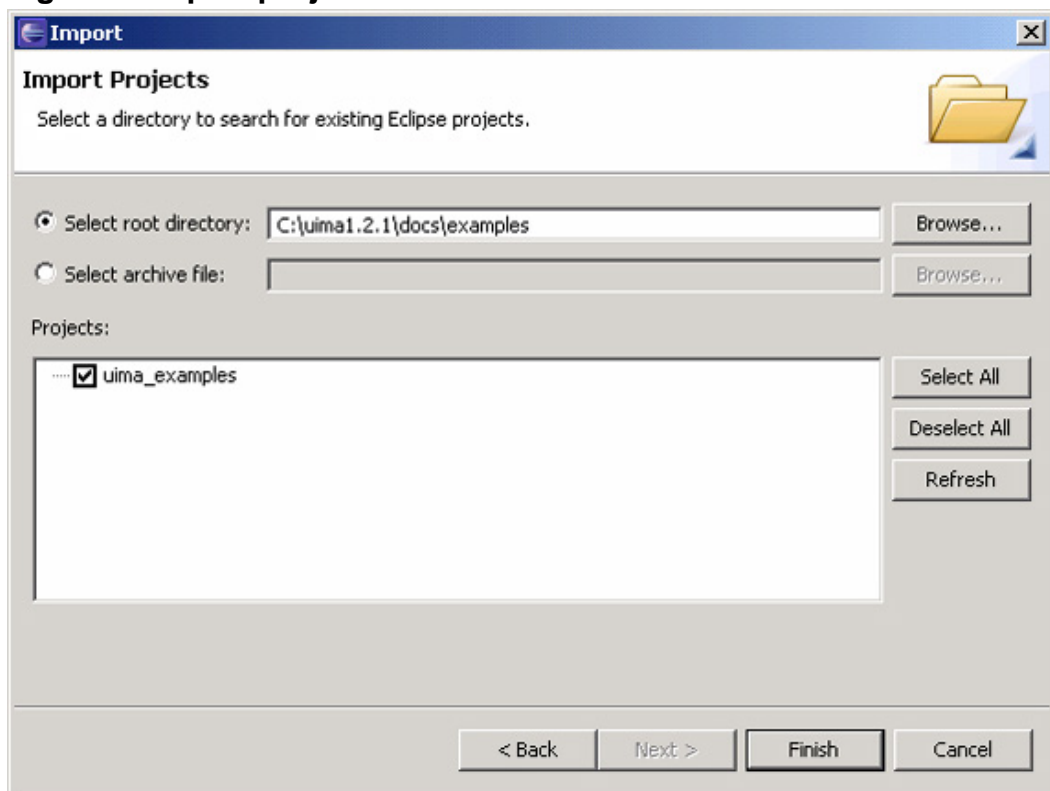 Import
Import Projects
Select a directory to search for existing Eclipse projects.
Select root directory: C:\uima1.2.1\docs\examples Browse...
Select archive file: Browse...
Projects:
uima_examples
Select All
Deselect All
Refresh
< Back Next > Finish Cancel